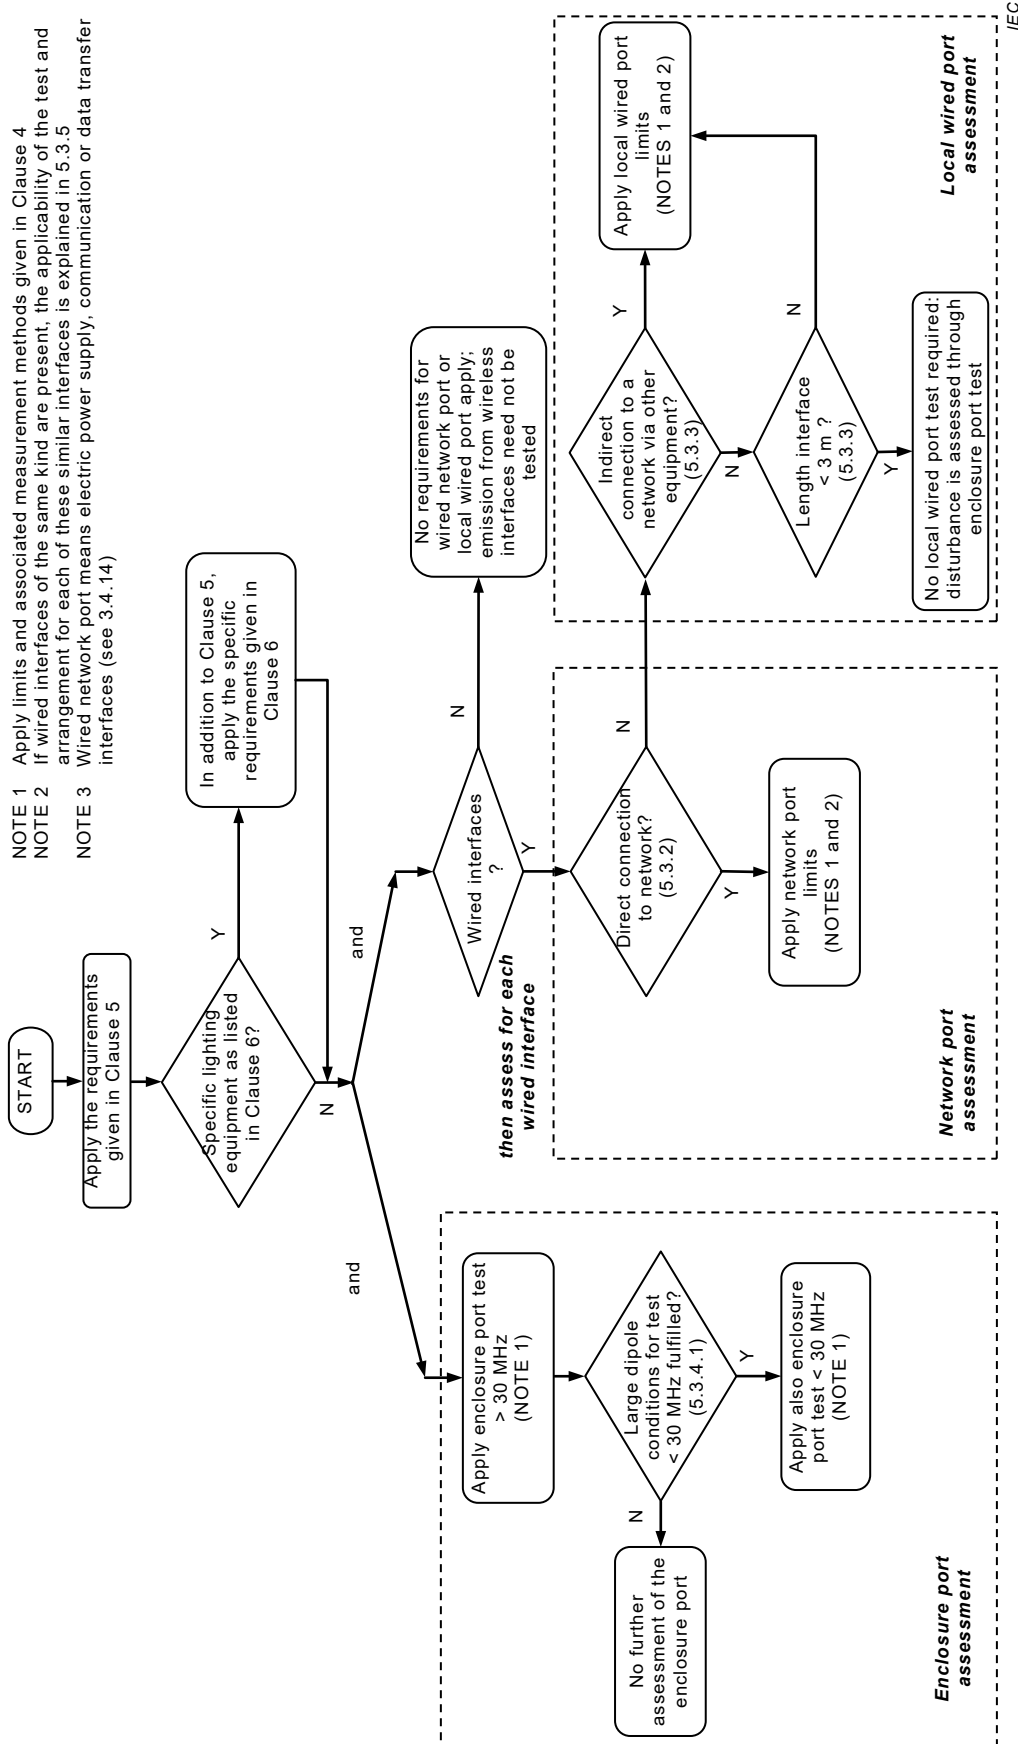 NOTE 1 Apply limits and associated measurement methods given in Clause 4
NOTE 2 If wired interfaces of the same kind are present, the applicability of the test and
arrangement for each of these similar interfaces is explained in 5.3.5
NOTE 3 Wired network port means electric power supply, communication or data transfer
interfaces (see 3.4.14)
START
Apply the requirements
given in Clause 5
Specific lighting
equipment as listed
in Clause 6?
Y
N
In addition to Clause 5,
apply the specific
requirements given in
Clause 6
and
and
Apply enclosure port test
> 30 MHz
(NOTE 1)
Large dipole
conditions for test
< 30 MHz fulfilled?
(5.3.4.1)
N
Y
No further
assessment of the
enclosure port
Apply also enclosure
port test < 30 MHz
(NOTE 1)
Enclosure port
assessment
Wired interfaces
?
N
Y
No requirements for
wired network port or
local wired port apply;
emission from wireless
interfaces need not be
tested
then assess for each
wired interface
Direct connection
to network?
(5.3.2)
N
Y
Apply network port
limits
(NOTES 1 and 2)
Network port
assessment
Indirect
connection to a
network via other
equipment?
(5.3.3)
Y
N
Apply local wired port
limits
(NOTES 1 and 2)
Length interface
< 3 m ?
(5.3.3)
N
Y
No local wired port test required:
disturbance is assessed through
enclosure port test
Local wired port
assessment
IEC